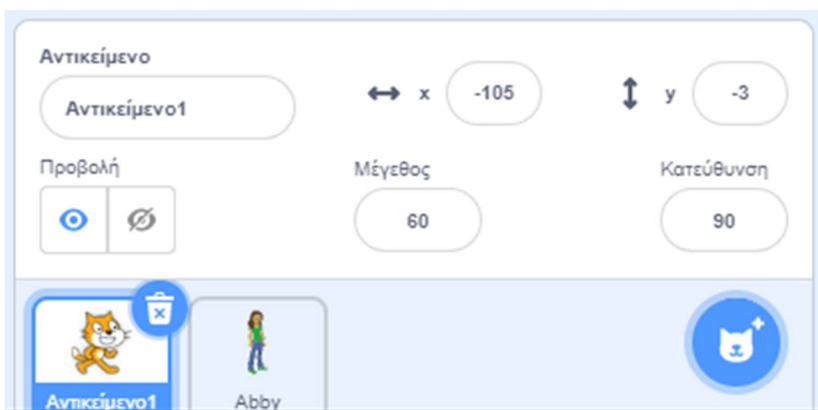 Αντικείμενο
Αντικείμενο1
x -105
y -3
Προβολή
Μέγεθος
Κατεύθυνση
60
90
Αντικείμενο1
Abby